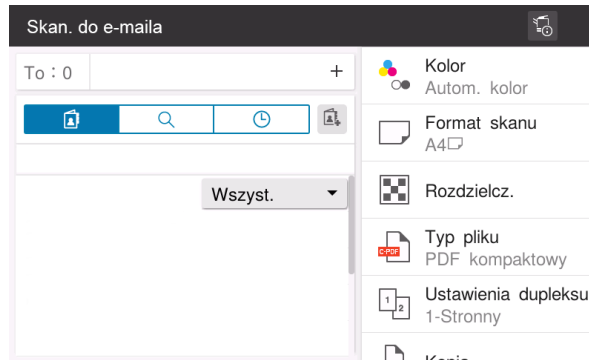 Skan. do e-maila
To : 0
+
Wszyst.
Kolor
Autom. kolor
Format skanu
A4
Rozdzielcz.
Typ pliku
C-PDF
PDF kompaktowy
Ustawienia dupleksu
1 2
1-Stronny